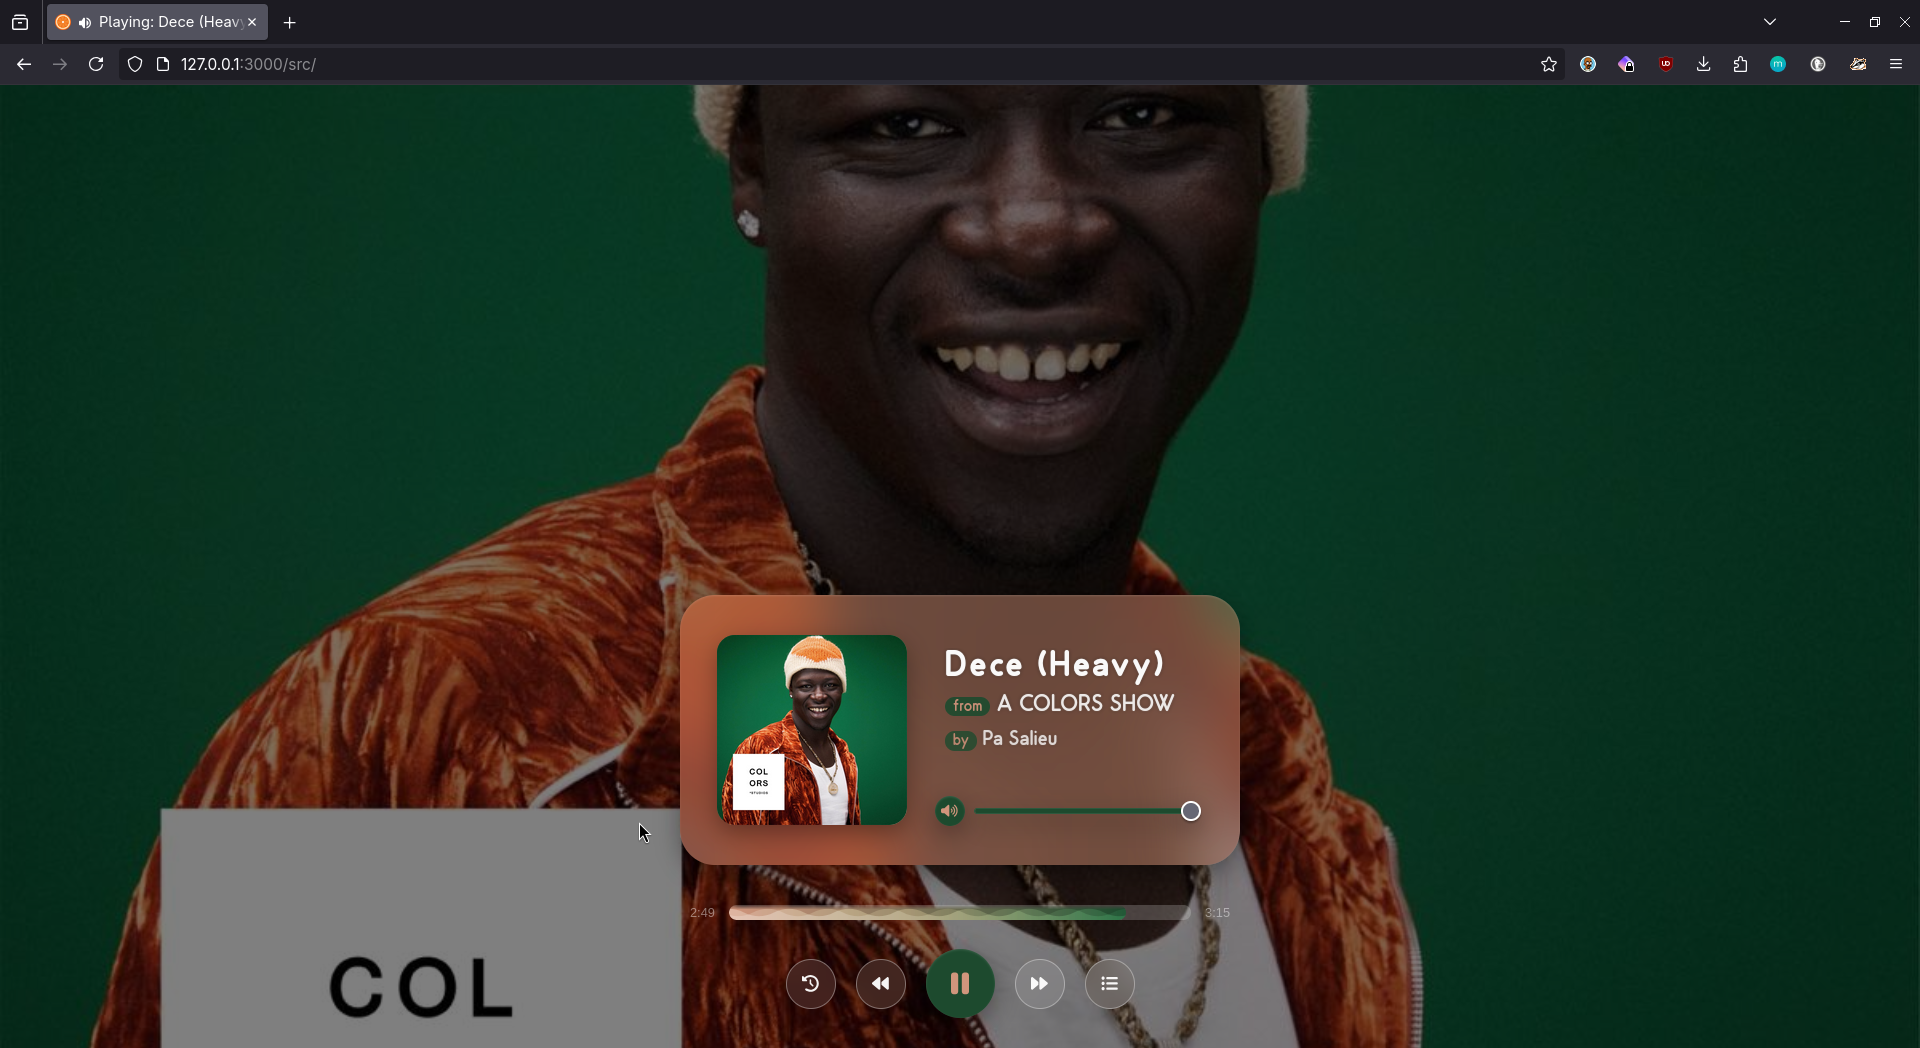 Playing: Dece (Heav
127.0.0.1:3000/src/
Dece (Heavy)
from A COLORS SHOW
by Pa Salieu
COL
ORS
2:49
3:15
COL